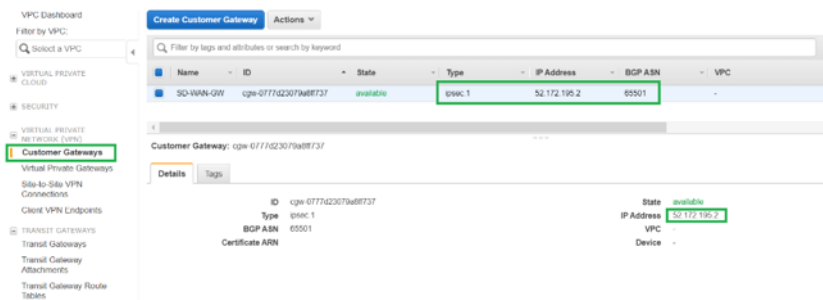 VPC Dashboard
Filter by VPC:
Select a VPC
VIRTUAL PRIVATE
CLOUD
SECURITY
VIRTUAL PRIVATE
NETWORK (VPN)
Customer Gateways
Virtual Private Gateways
Site-to-Site VPN
Connections
Client VPN Endpoints
TRANSIT GATEWAYS
Transit Gateways
Transit Gateway
Attachments
Transit Gateway Route
Tables
Create Customer Gateway Actions
Filter by tags and attributes or search by keyword
Name ID State Type IP Address BGP ASN VPC
SD-WAN-GW cgw-0777d23079a8ff737 available ipsec.1 52.172.195.2 65501 -
Customer Gateway: cgw-0777d23079a8ff737
Details Tags
ID cgw-0777d23079a8ff737 State available
Type ipsec.1 IP Address 52.172.195.2
BGP ASN 65501 VPC -
Certificate ARN Device -